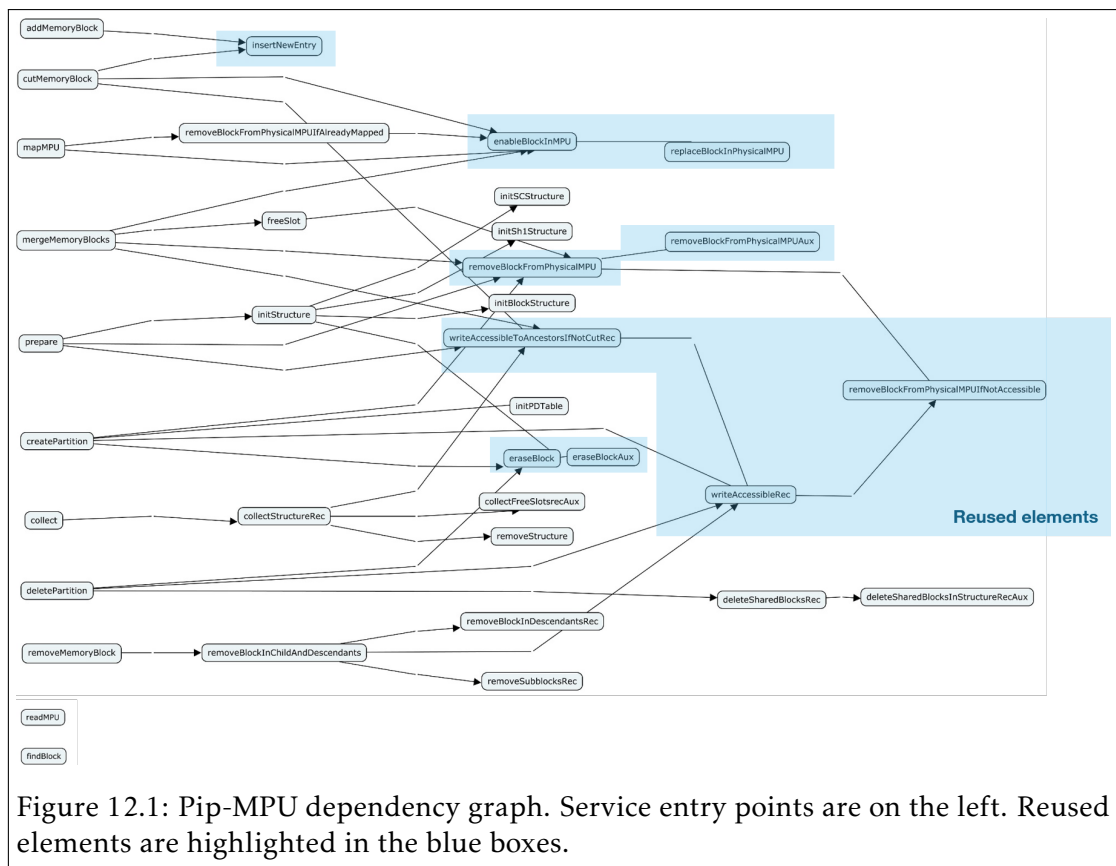 addMemoryBlock
insertNewEntry
cutMemoryBlock
removeBlockFromPhysicalMPUIfAlreadyMapped
enableBlockInMPU
mapMPU
replaceBlockInPhysicalMPU
initSCStructure
freeSlot
initSh1Structure
mergeMemoryBlocks
removeBlockFromPhysicalMPUAux
removeBlockFromPhysicalMPU
initBlockStructure
initStructure
prepare
writeAccessibleToAncestorsIfNotCutRec
removeBlockFromPhysicalMPUIfNotAccessible
initPDTable
createPartition
eraseBlock
eraseBlockAux
writeAccessibleRec
collectFreeSlotsrecAux
collect
collectStructureRec
Reused elements
removeStructure
deletePartition
deleteSharedBlocksRec
deleteSharedBlocksInStructureRecAux
removeBlockInDescendantsRec
removeMemoryBlock
removeBlockInChildAndDescendants
removeSubblocksRec
readMPU
findBlock
Figure 12.1: Pip-MPU dependency graph. Service entry points are on the left. Reused
elements are highlighted in the blue boxes.